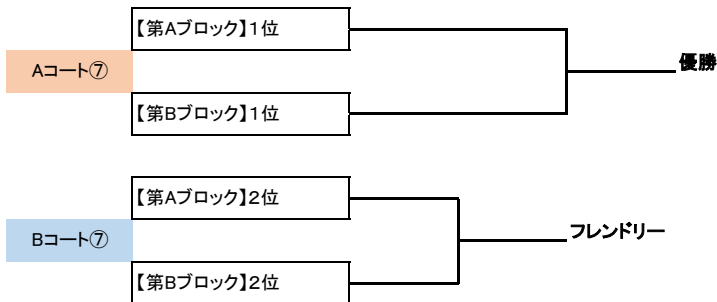 【第Aブロック】1位
Aコート⑦
優勝
【第Bブロック】1位
【第Aブロック】2位
Bコート⑦
フレンドリー
【第Bブロック】2位